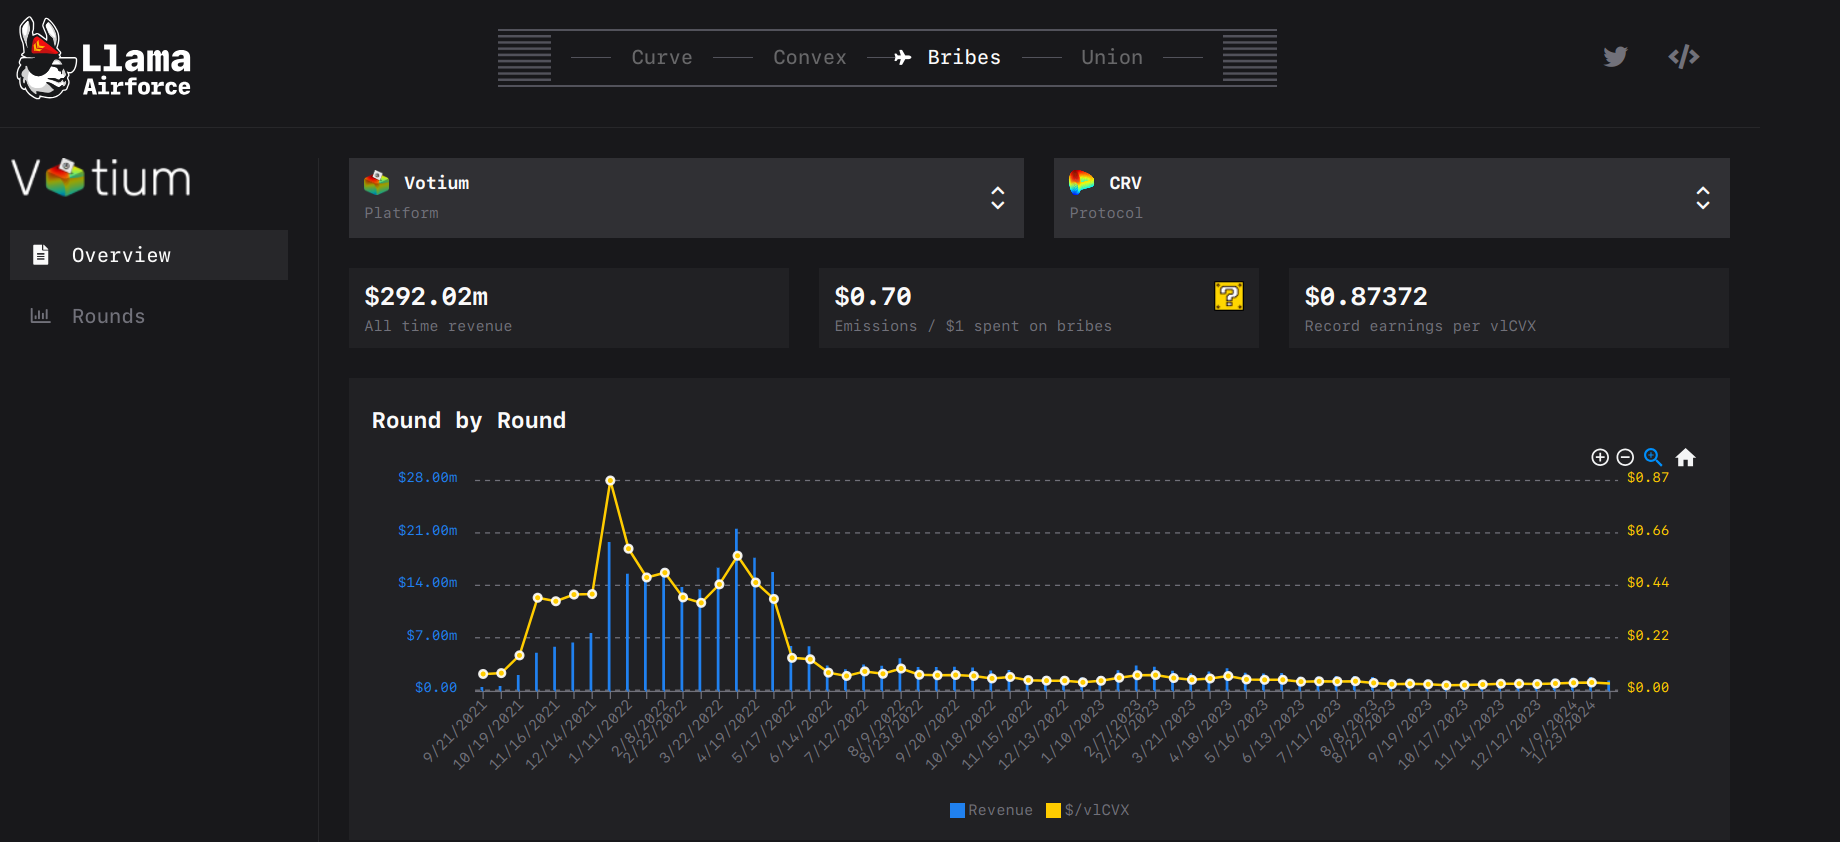 Llama
Airforce
Curve
Convex
Bribes
Union
Votium
Overview
Rounds
Votium
Platform
CRV
Protocol
$292.02m
All time revenue
$0.70
Emissions / $1 spent on bribes
?
$0.87372
Record earnings per vlCVX
Round by Round
$28.00m
$21.00m
$14.00m
$7.00m
$0.00
$0.87
$0.66
$0.44
$0.22
$0.00
9/21/2021
10/19/2021
11/16/2021
12/14/2021
1/11/2022
2/8/2022
2/22/2022
3/22/2022
4/19/2022
5/17/2022
6/14/2022
7/12/2022
8/9/2022
8/23/2022
9/20/2022
10/18/2022
11/15/2022
12/13/2022
1/10/2023
2/7/2023
2/21/2023
3/21/2023
4/18/2023
5/16/2023
6/13/2023
7/11/2023
8/8/2023
8/22/2023
9/19/2023
10/17/2023
11/14/2023
12/12/2023
1/9/2024
1/23/2024
Revenue
$/vlCVX